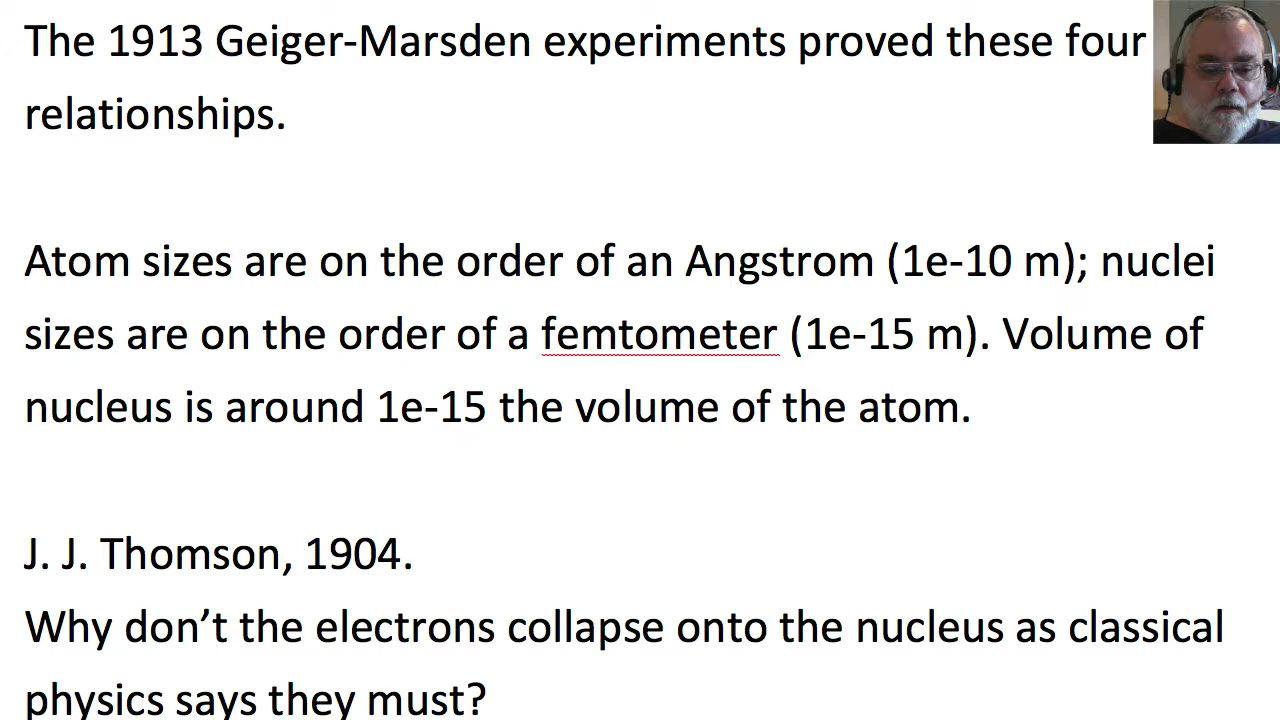 The 1913 Geiger-Marsden experiments proved these four
relationships.
Atom sizes are on the order of an Angstrom (1e-10 m); nuclei
sizes are on the order of a femtometer (1e-15 m). Volume of
nucleus is around 1e-15 the volume of the atom.
J. J. Thomson, 1904.
Why don’t the electrons collapse onto the nucleus as classical
physics says they must?